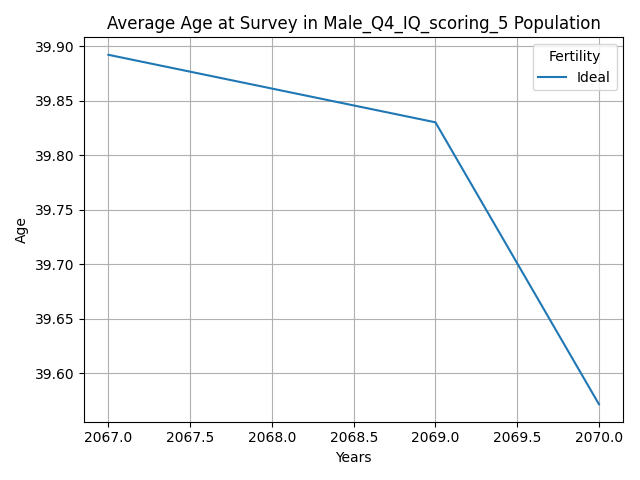 Average Age at Survey in Male_Q4_IQ_scoring_5 Population
Fertility
Ideal
39.90
39.85
39.80
39.75
39.70
39.65
39.60
Age
2067.0 2067.5 2068.0 2068.5 2069.0 2069.5 2070.0
Years